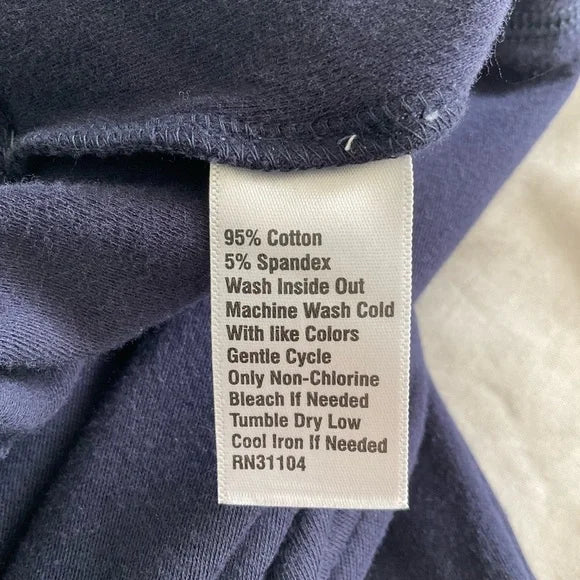 95% Cotton
5% Spandex
Wash Inside Out
Machine Wash Cold
With like Colors
Gentle Cycle
Only Non-Chlorine
Bleach If Needed
Tumble Dry Low
Cool Iron If Needed
RN31104